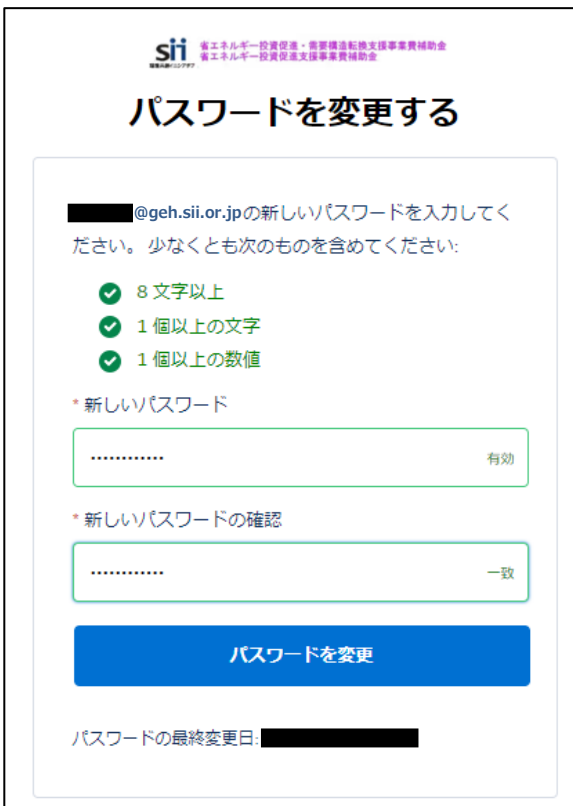 sii 省エネルギー投資促進・需要構造転換支援事業費補助金
省エネルギー投資促進支援事業費補助金
パスワードを変更する
@geh.sii.or.jpの新しいパスワードを入力してく
ださい。少なくとも次のものを含めてください:
8 文字以上
1 個以上の文字
1 個以上の数値
* 新しいパスワード
············ 有効
* 新しいパスワードの確認
············ 一致
パスワードを変更
パスワードの最終変更日: